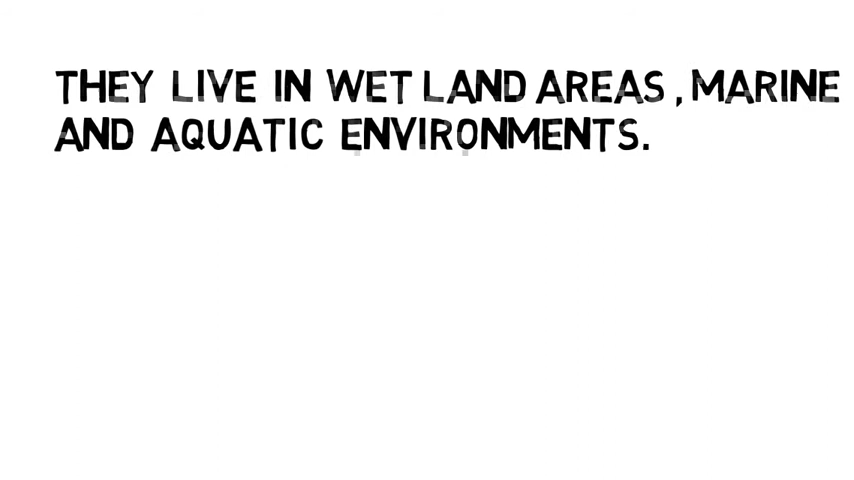 THEY LIVE IN WET LAND AREAS , MARINE
AND AQUATIC ENVIRONMENTS.